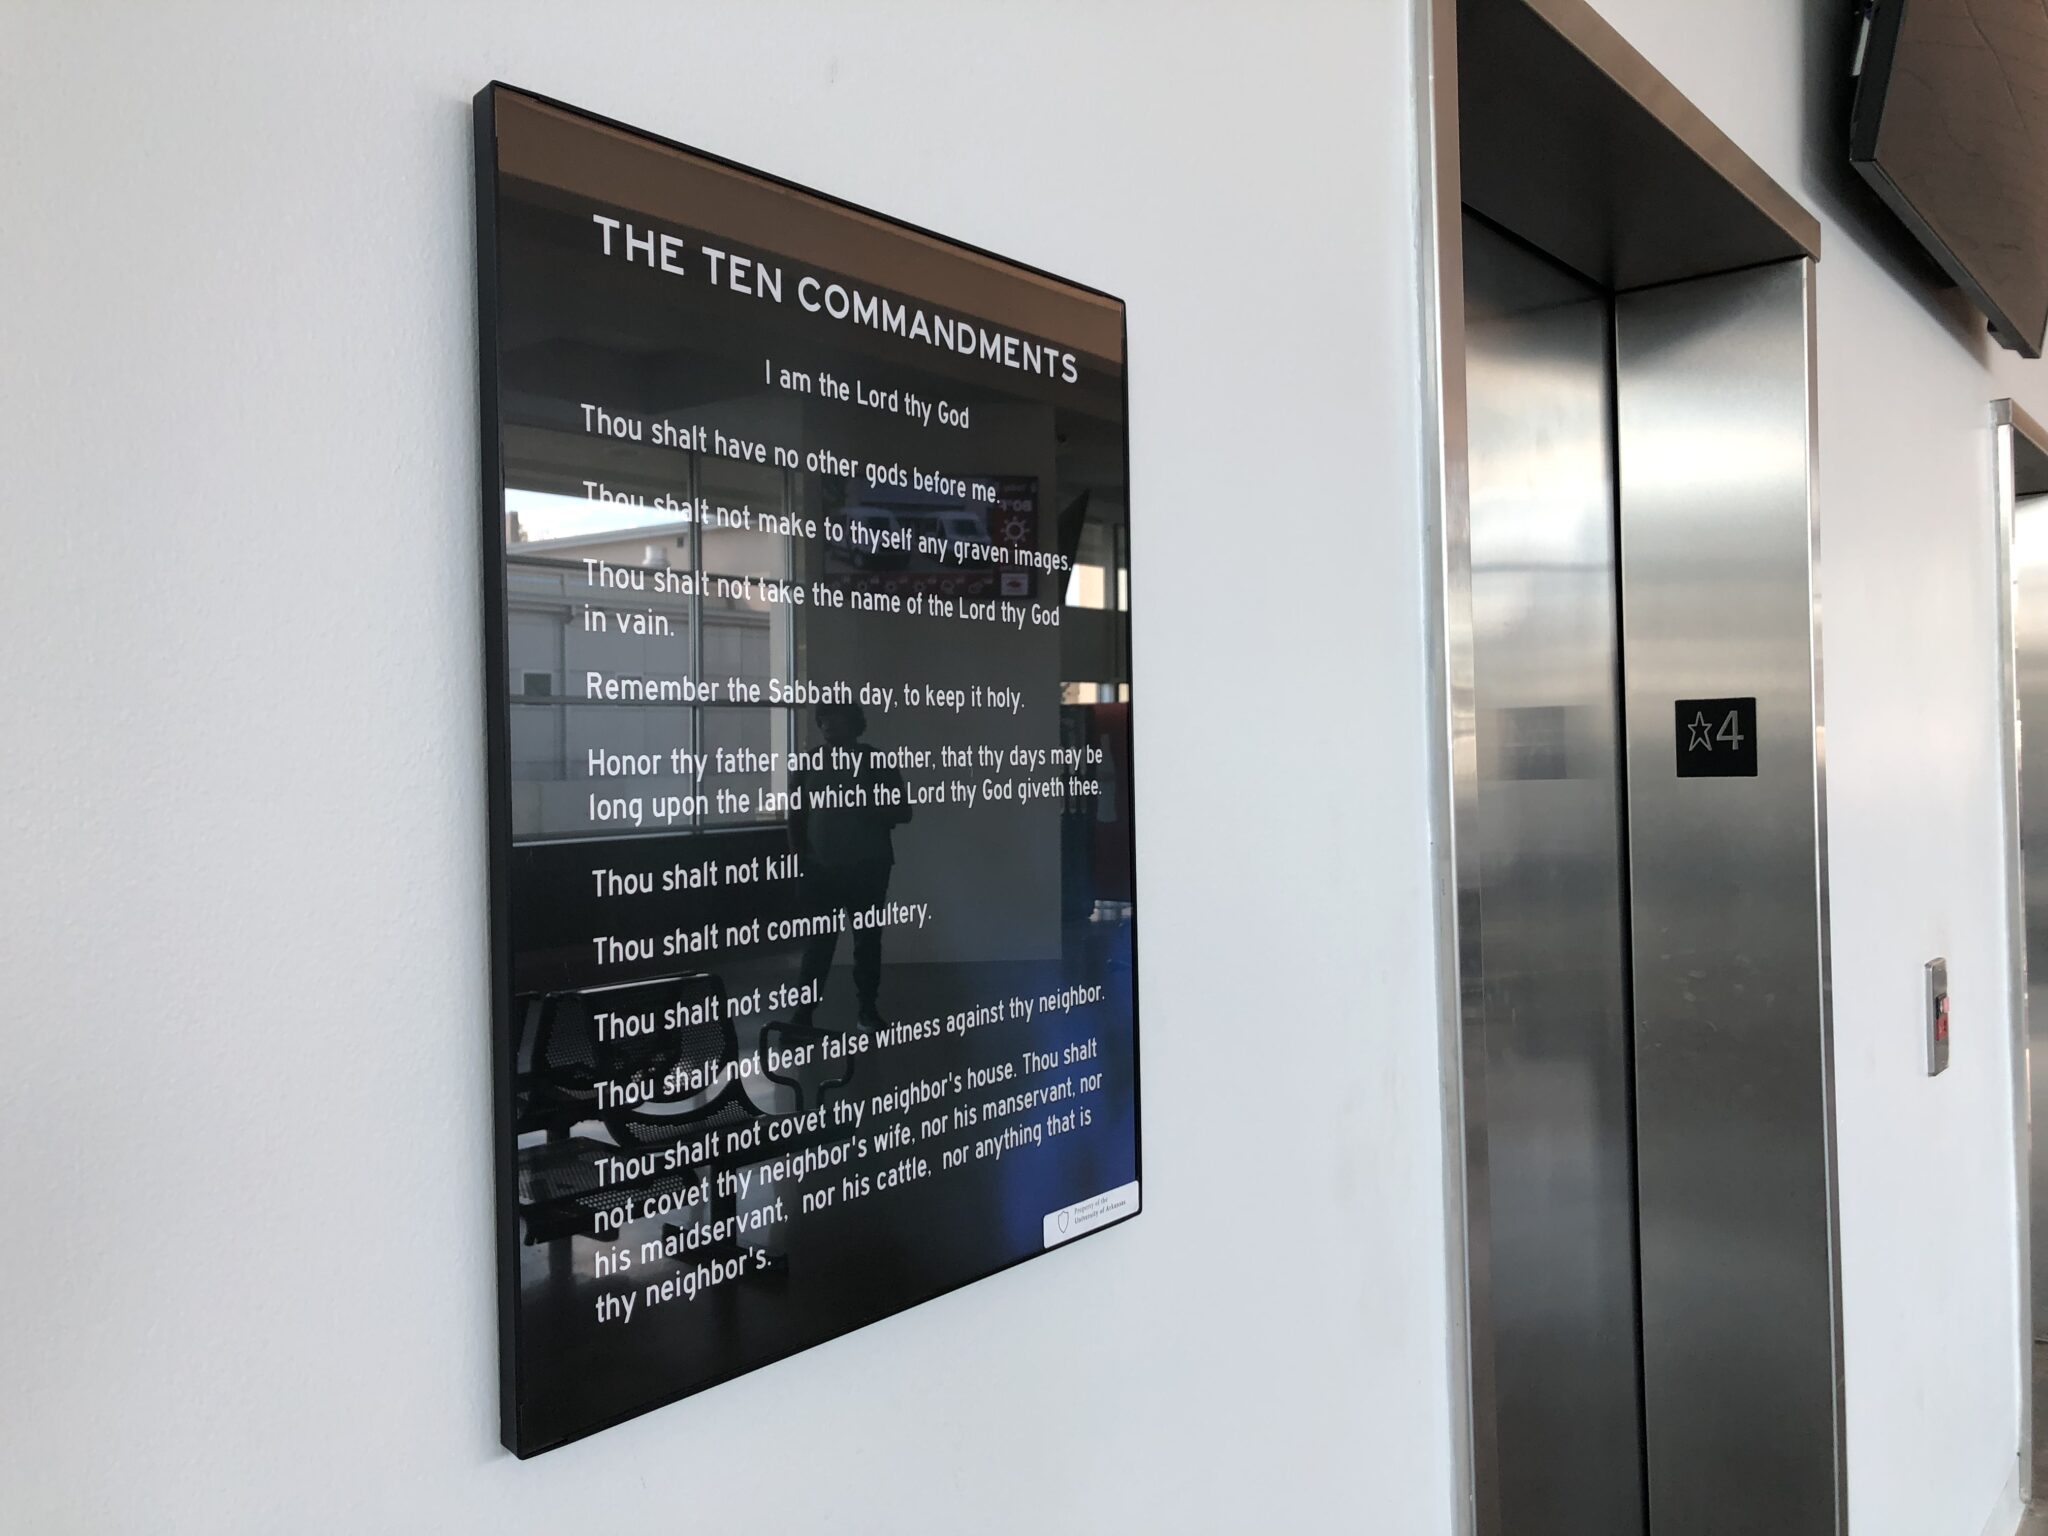 THE TEN COMMANDMENTS
I am the Lord thy God
Thou shalt have no other gods before me.
Thou shalt not make to thyself any graven images.
Thou shalt not take the name of the Lord thy God
in vain.
Remember the Sabbath day, to keep it holy.
Honor thy father and thy mother, that thy days may be
long upon the land which the Lord thy God giveth thee.
Thou shalt not kill.
Thou shalt not commit adultery.
Thou shalt not steal.
Thou shalt not bear false witness against thy neighbor.
Thou shalt not covet thy neighbor's house. Thou shalt
not covet thy neighbor's wife, nor his manservant, nor
his maidservant, nor his cattle, nor anything that is
thy neighbor's.
Property of the
University of Arkansas
☆4